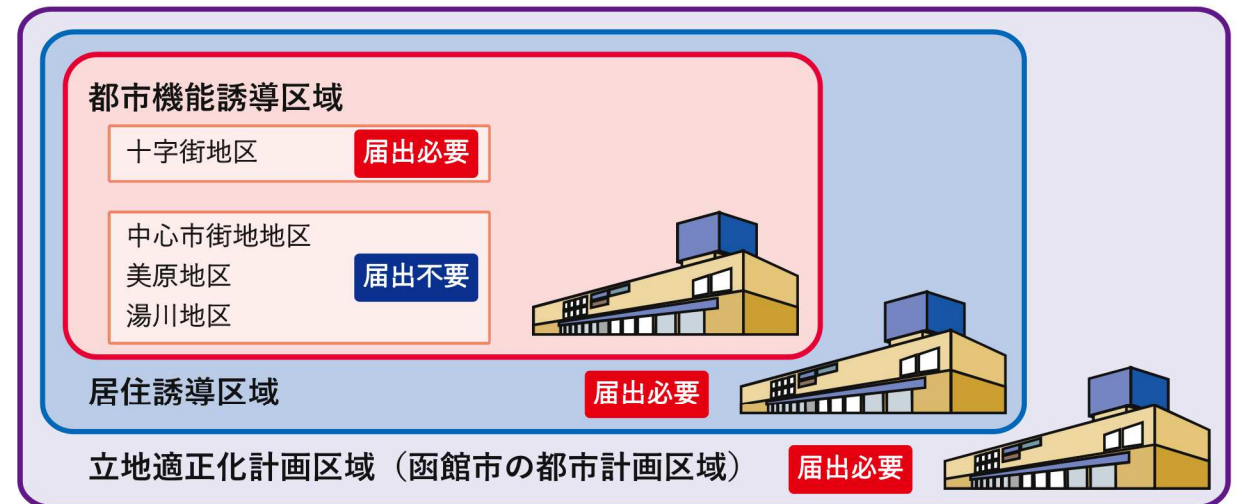 都市機能誘導区域
十字街地区 届出必要
中心市街地地区
美原地区 届出不要
湯川地区
居住誘導区域 届出必要
立地適正化計画区域（函館市の都市計画区域） 届出必要